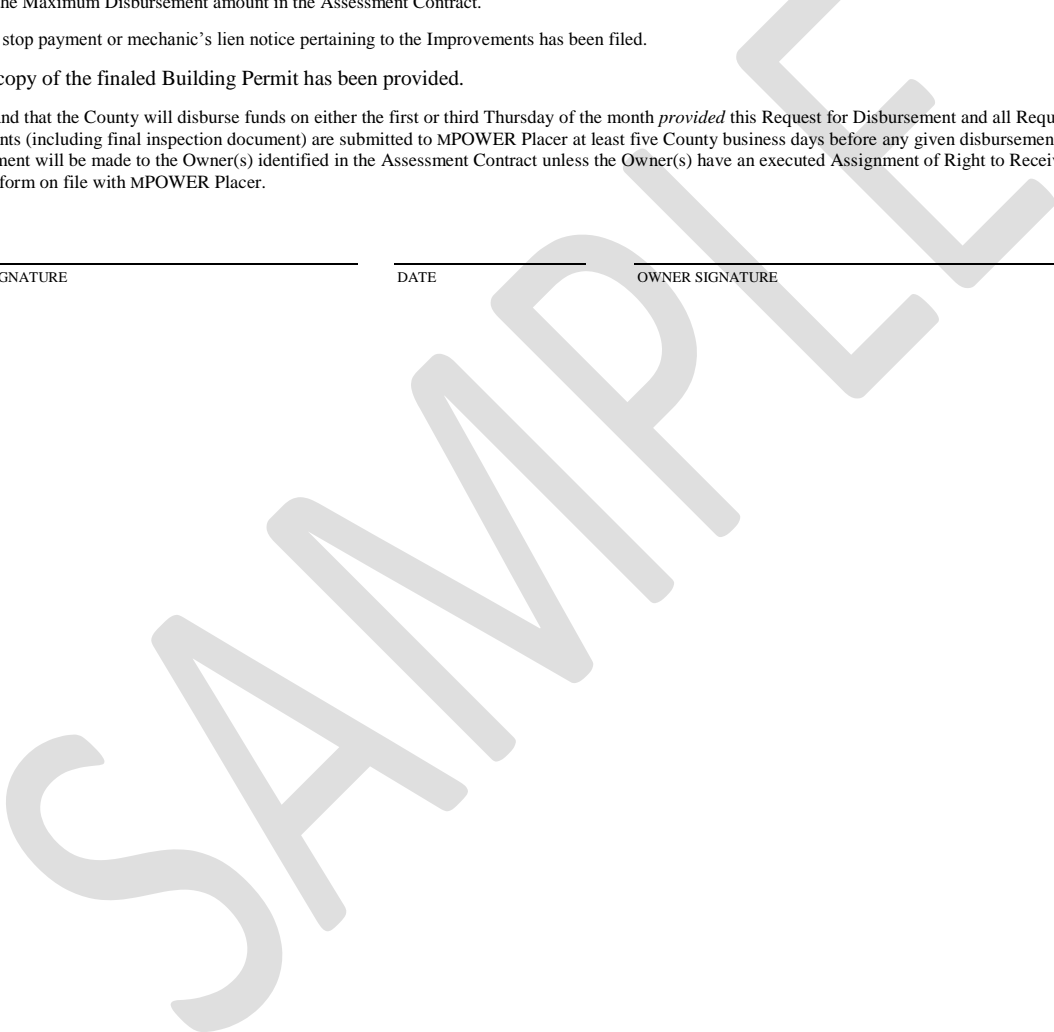 he Maximum Disbursement amount in the Assessment Contract.
stop payment or mechanic's lien notice pertaining to the Improvements has been filed.
copy of the finaled Building Permit has been provided.
nd that the County will disburse funds on either the first or third Thursday of the month provided this Request for Disbursement and all Requ
nts (including final inspection document) are submitted to MPOWER Placer at least five County business days before any given disbursemen
ment will be made to the Owner(s) identified in the Assessment Contract unless the Owner(s) have an executed Assignment of Right to Recei
form on file with MPOWER Placer.
GNATURE DATE OWNER SIGNATURE
SAMPLE